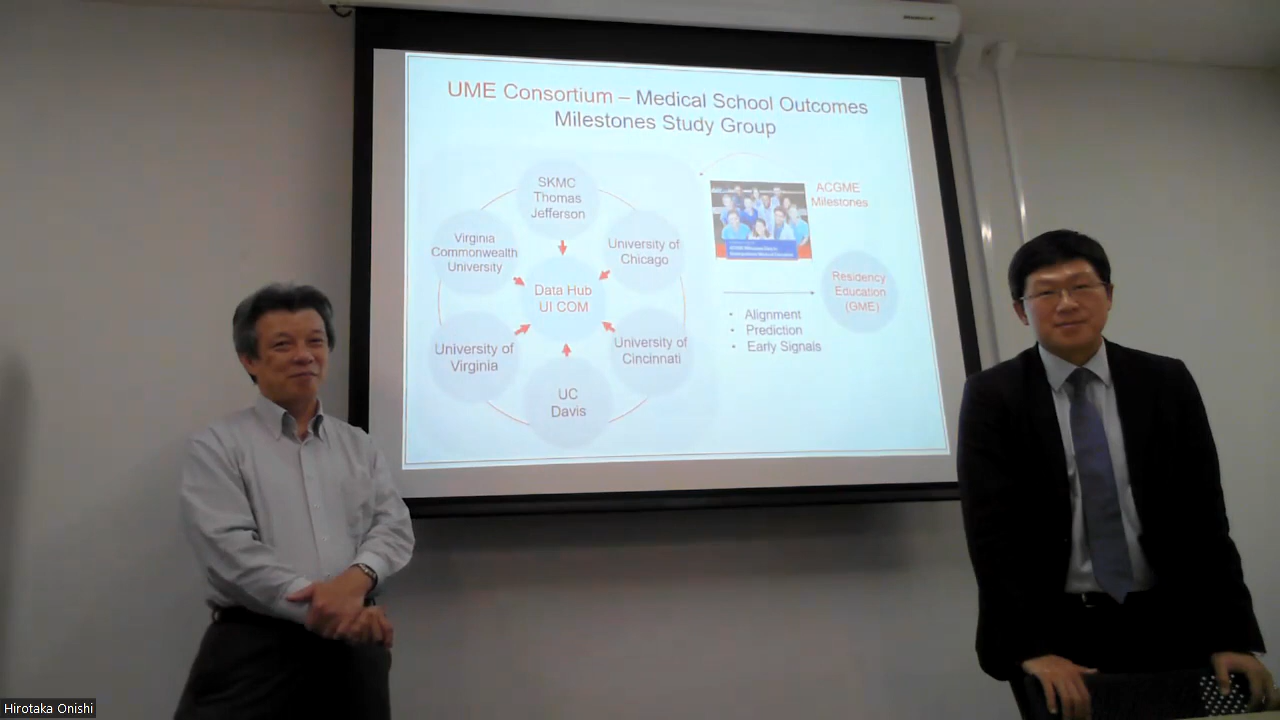 UME Consortium – Medical School Outcomes
Milestones Study Group
SKMC
Thomas
Jefferson
Virginia
Commonwealth
University
University of
Chicago
Data Hub
UI COM
University of
Virginia
University of
Cincinnati
UC
Davis
ACGME
Milestones
Residency
Education
(GME)
• Alignment
• Prediction
• Early Signals
Hirotaka Onishi